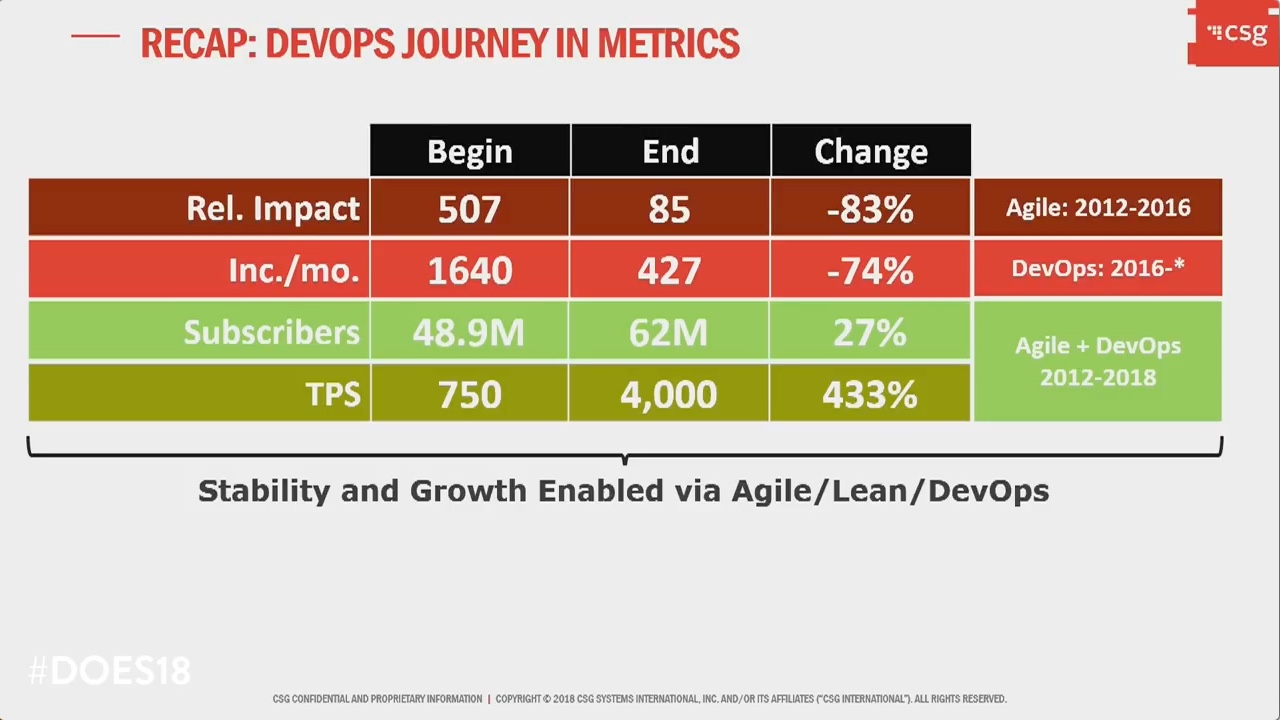 RECAP: DEVOPS JOURNEY IN METRICS
csg
Begin End Change
Rel. Impact 507 85 -83% Agile: 2012-2016
Inc./mo. 1640 427 -74% DevOps: 2016-*
Subscribers 48.9M 62M 27%
Agile + DevOps
2012-2018
TPS 750 4,000 433%
Stability and Growth Enabled via Agile/Lean/DevOps
#DOES18
CSG CONFIDENTIAL AND PROPRIETARY INFORMATION | COPYRIGHT © 2018 CSG SYSTEMS INTERNATIONAL, INC. AND/OR ITS AFFILIATES ("CSG INTERNATIONAL"). ALL RIGHTS RESERVED.